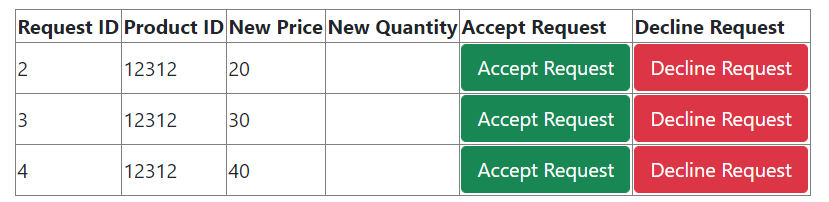 Request ID Product ID New Price New Quantity Accept Request Decline Request
2 12312 20 Accept Request Decline Request
3 12312 30 Accept Request Decline Request
4 12312 40 Accept Request Decline Request